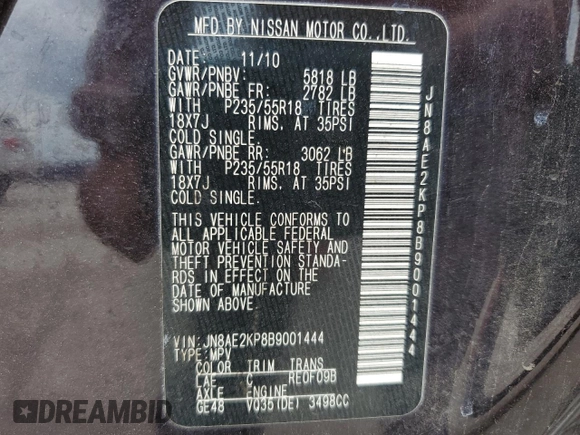 MFD BY NISSAN MOTOR CO.,LTD.
DATE: 11/10
GVWR/PNBV: 5818 LB
GAWR/PNBE FR: 2782 LB
WITH P235/55R18 TIRES
18X7J RIMS, AT 35PSI
COLD SINGLE.
GAWR/PNBE RR: 3062 LB
WITH P235/55R18 TIRES
18X7J RIMS, AT 35PSI
COLD SINGLE.
THIS VEHICLE CONFORMS TO
ALL APPLICABLE FEDERAL
MOTOR VEHICLE SAFETY AND
THEFT PREVENTION STANDA-
RDS IN EFFECT ON THE
DATE OF MANUFACTURE
SHOWN ABOVE.
VIN: JN8AE2KP8B9001444
TYPE: MPV
COLOR TRIM TRANS
LAE C RE0F09B
AXLE ENGINE
GE48 VQ35(DE) 3498CC
JN8AE2KP8B9001444
DREAMBID .COM